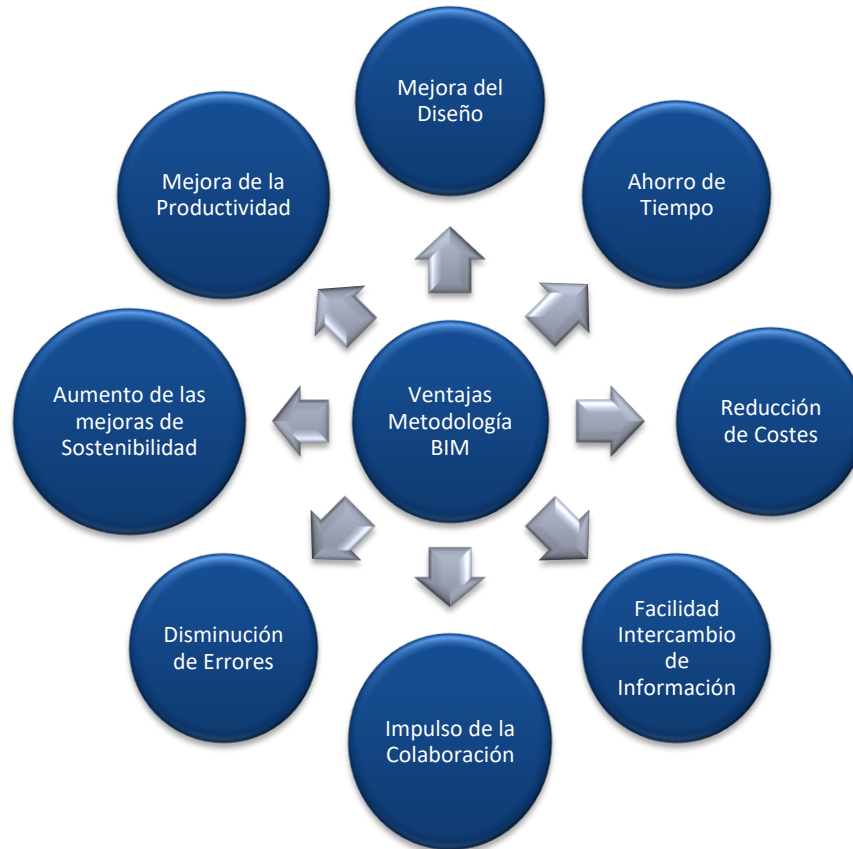 Mejora del
Diseño
Mejora de la
Productividad
Ahorro de
Tiempo
Aumento de las
mejoras de
Sostenibilidad
Ventajas
Metodología
BIM
Reducción
de Costes
Disminución
de Errores
Facilidad
Intercambio
de
Información
Impulso de la
Colaboración